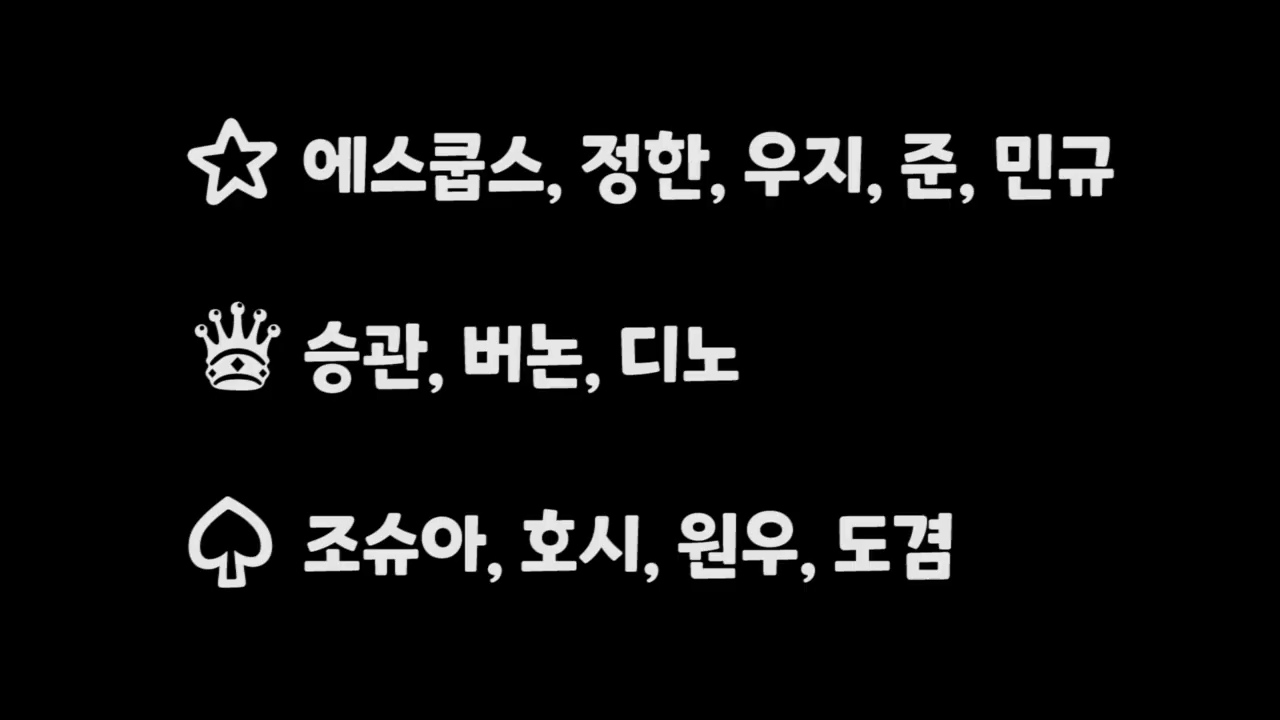 ☆ 에스쿱스, 정한, 우지, 준, 민규
♛ 승관, 버논, 디노
♤ 조슈아, 호시, 원우, 도겸